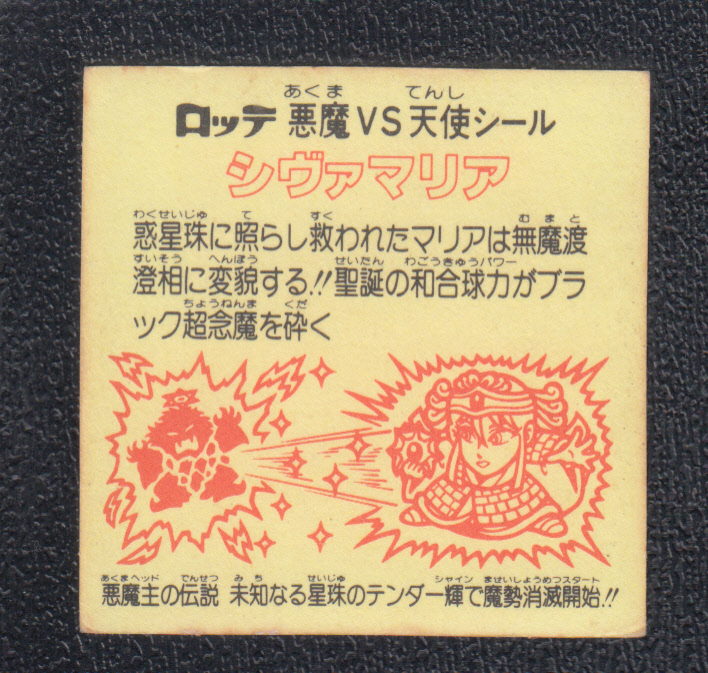 あくま てんし
ロッテ 悪魔VS天使シール
シヴァマリア
わくせいじゅ て すく むまと
惑星珠に照らし救われたマリアは無魔渡
すいそう へんぼう せいたん わごうきゅうパワー
澄相に変貌する!!聖誕の和合球力がブラ
ちょうねんま くだ
ック超念魔を砕く
あくまヘッド でんせつ みち せいじゅ シャイン ませいしょうめつスタート
悪魔主の伝説 未知なる星珠のテンダー輝で魔勢消滅開始!!